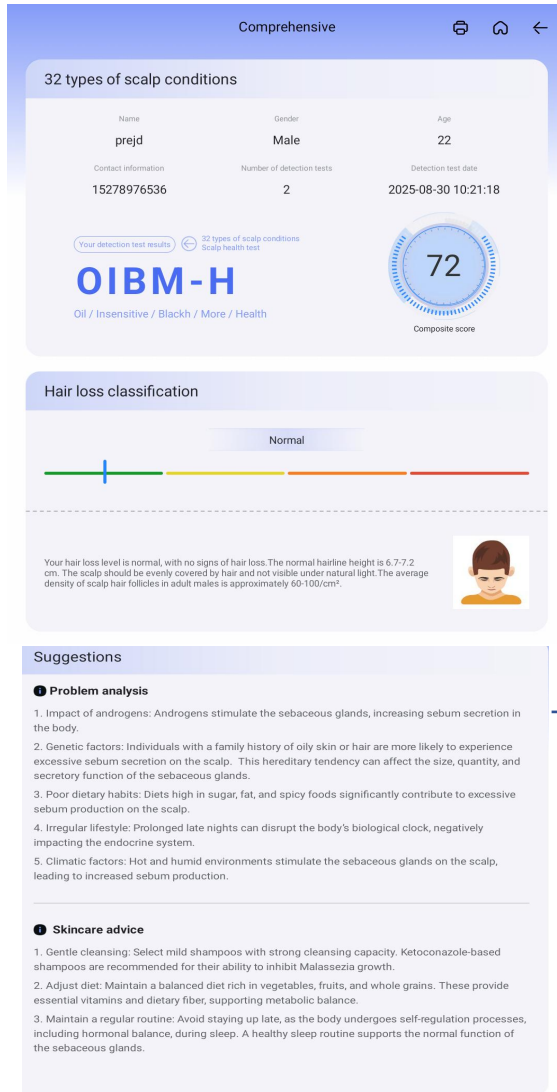 Comprehensive
32 types of scalp conditions
Name Gender Age
prejd Male 22
Contact information Number of detection tests Detection test date
15278976536 2 2025-08-30 10:21:18
Your detection test results 32 types of scalp conditions
Scalp health test
OIBM-H
Oil / Insensitive / Blackh / More / Health
72
Composite score
Hair loss classification
Normal
Your hair loss level is normal, with no signs of hair loss.The normal hairline height is 6.7-7.2
cm. The scalp should be evenly covered by hair and not visible under natural light.The average
density of scalp hair follicles in adult males is approximately 60-100/cm².
Suggestions
Problem analysis
1. Impact of androgens: Androgens stimulate the sebaceous glands, increasing sebum secretion in
the body.
2. Genetic factors: Individuals with a family history of oily skin or hair are more likely to experience
excessive sebum secretion on the scalp. This hereditary tendency can affect the size, quantity, and
secretory function of the sebaceous glands.
3. Poor dietary habits: Diets high in sugar, fat, and spicy foods significantly contribute to excessive
sebum production on the scalp.
4. Irregular lifestyle: Prolonged late nights can disrupt the body's biological clock, negatively
impacting the endocrine system.
5. Climatic factors: Hot and humid environments stimulate the sebaceous glands on the scalp,
leading to increased sebum production.
Skincare advice
1. Gentle cleansing: Select mild shampoos with strong cleansing capacity. Ketoconazole-based
shampoos are recommended for their ability to inhibit Malassezia growth.
2. Adjust diet: Maintain a balanced diet rich in vegetables, fruits, and whole grains. These provide
essential vitamins and dietary fiber, supporting metabolic balance.
3. Maintain a regular routine: Avoid staying up late, as the body undergoes self-regulation processes,
including hormonal balance, during sleep. A healthy sleep routine supports the normal function of
the sebaceous glands.